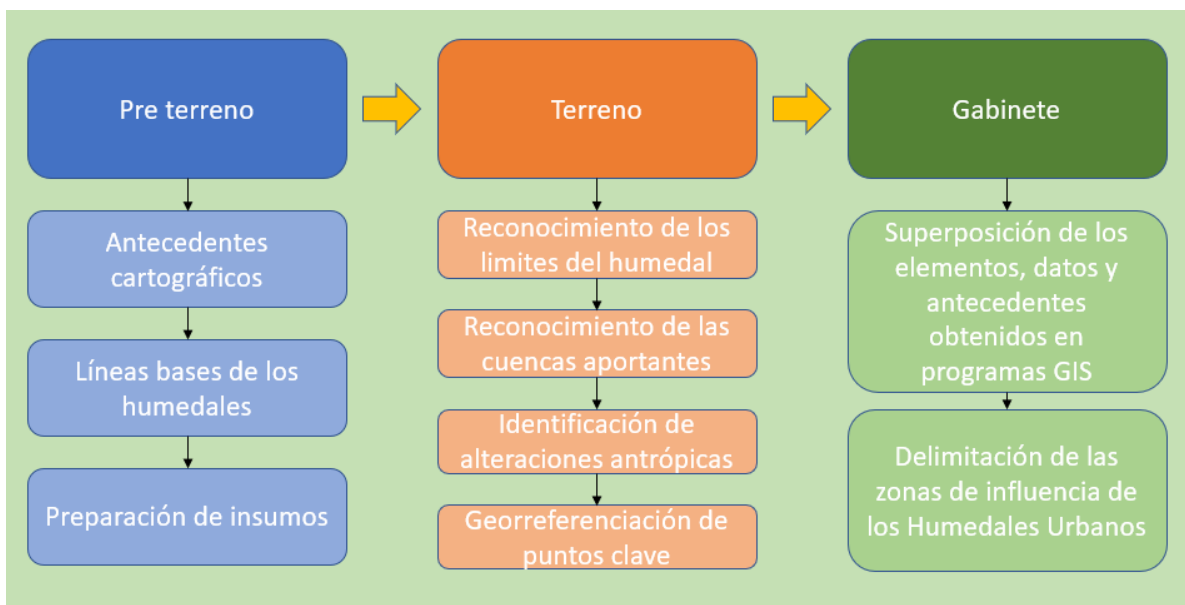 Pre terreno
Antecedentes
cartográficos
Líneas bases de los
humedales
Preparación de insumos
Terreno
Reconocimiento de los
limites del humedal
Reconocimiento de las
cuencas aportantes
Identificación de
alteraciones antrópicas
Georreferenciación de
puntos clave
Gabinete
Superposición de los
elementos, datos y
antecedentes
obtenidos en
programas GIS
Delimitación de las
zonas de influencia de
los Humedales Urbanos